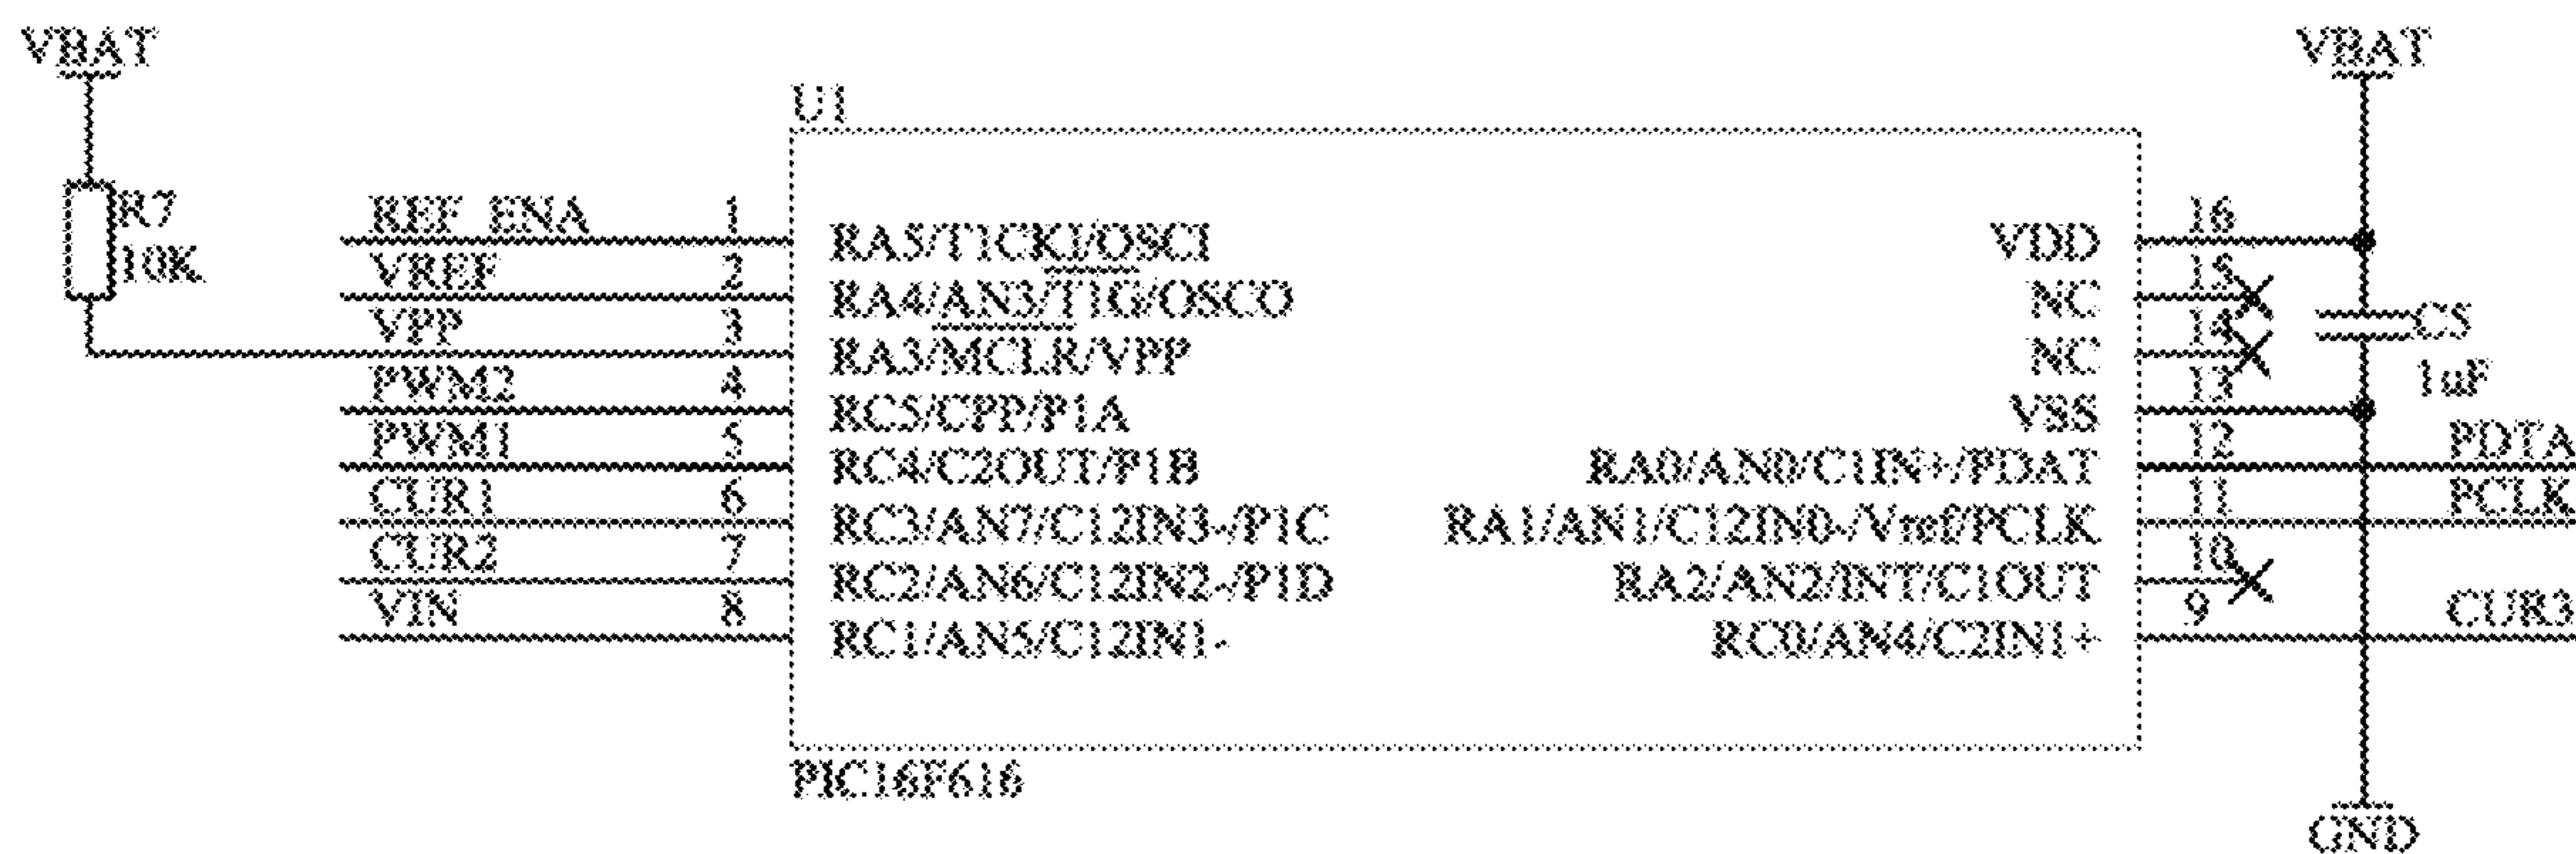 VBAT
VBAT
U1
R7
10K
REF_ENA 1 RA5/T1CKI/OSCI VDD 16
VREF 2 RA4/AN3/T1G/OSCO NC 15
VPP 3 RA3/MCLR/VPP NC 14
C5
1uF
PWM2 4 RC5/CPP/P1A VSS 13
PWM1 5 RC4/C2OUT/P1B RA0/AN0/C1IN+/PDAT 12 PDTA
CUR1 6 RC3/AN7/C12IN3-/P1C RA1/AN1/C12IN0-/Vref/PCLK 11 PCLK
CUR2 7 RC2/AN6/C12IN2-/P1D RA2/AN2/INT/C1OUT 10
VIN 8 RC1/AN5/C12IN1- RC0/AN4/C2IN1+ 9 CUR3
PIC16F616
GND